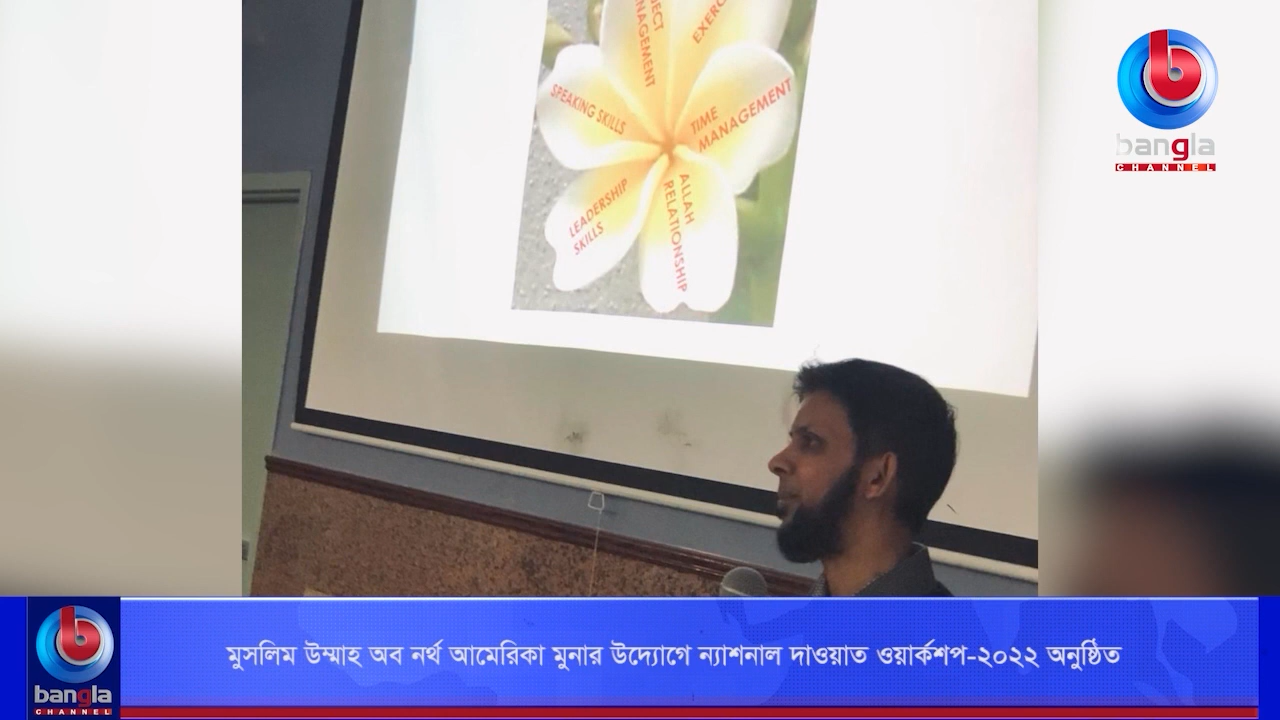 EXERC
SPEAKING SKILLS
TIME
MANAGEMENT
LEADERSHIP
SKILLS
ALLAH
RELATIONSHIP
bangla
CHANNEL
bangla
CHANNEL
মুসলিম উম্মাহ অব নর্থ আমেরিকা মুনার উদ্যোগে ন্যাশনাল দাওয়াত ওয়ার্কশপ-২০২২ অনুষ্ঠিত